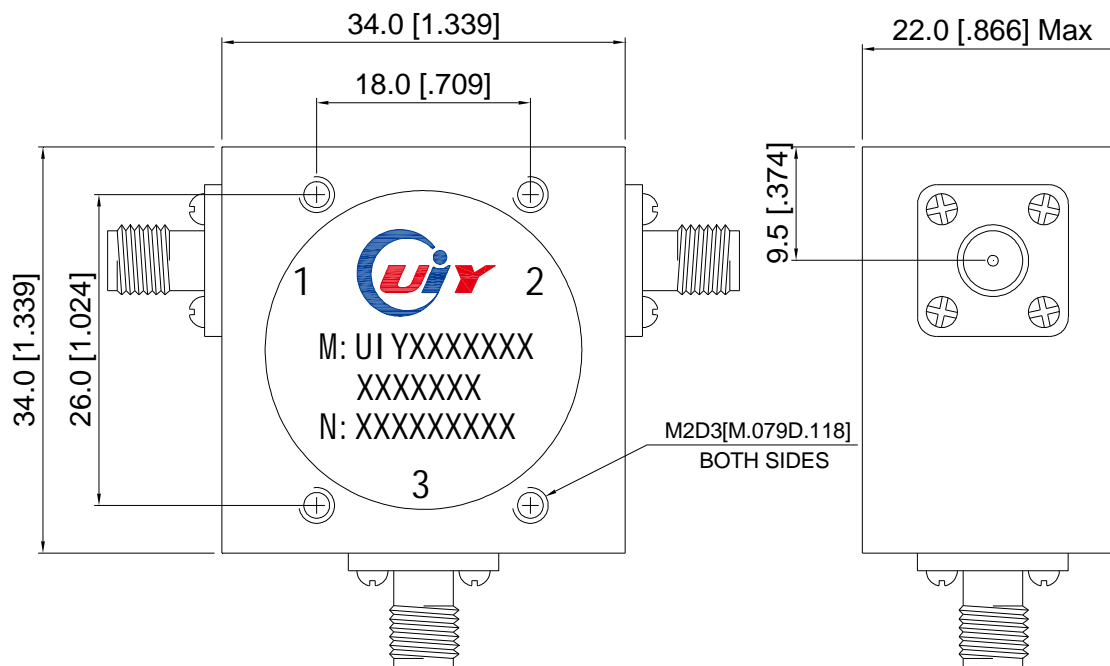 34.0 [1.339]
18.0 [.709]
22.0 [.866] Max
9.5 [.374]
34.0 [1.339]
26.0 [1.024]
UiY
1
2
M: UIYXXXXXXX
XXXXXXX
N: XXXXXXXXX
3
M2D3[M.079D.118]
BOTH SIDES